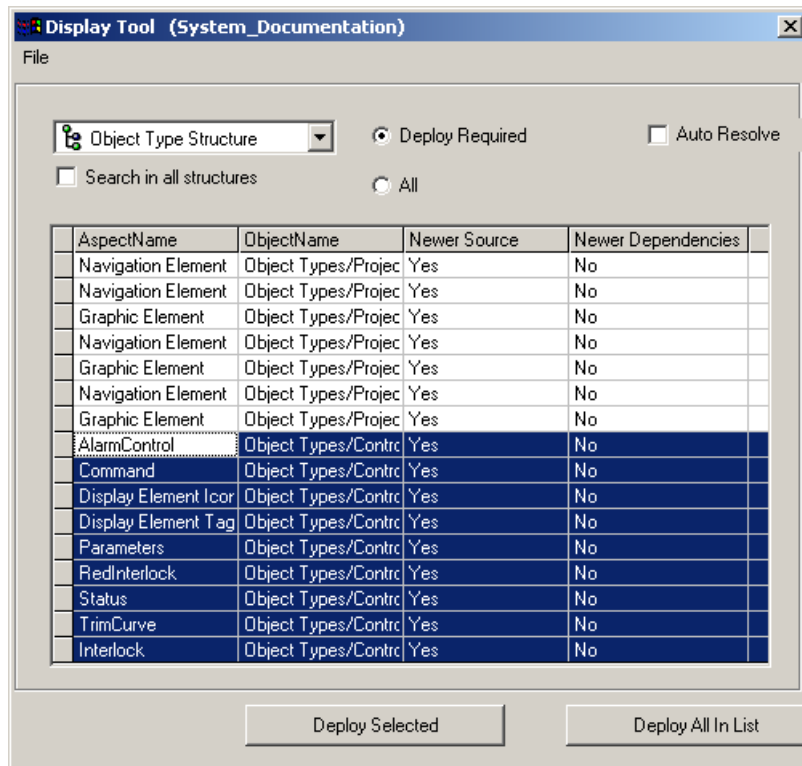 Display Tool (System_Documentation)
File
Object Type Structure
Deploy Required
Auto Resolve
Search in all structures
All
AspectName ObjectName Newer Source Newer Dependencies
Navigation Element Object Types/Projec Yes No
Navigation Element Object Types/Projec Yes No
Graphic Element Object Types/Projec Yes No
Navigation Element Object Types/Projec Yes No
Graphic Element Object Types/Projec Yes No
Navigation Element Object Types/Projec Yes No
Graphic Element Object Types/Projec Yes No
AlarmControl Object Types/Contrc Yes No
Command Object Types/Contrc Yes No
Display Element Icor Object Types/Contrc Yes No
Display Element Tag Object Types/Contrc Yes No
Parameters Object Types/Contrc Yes No
RedInterlock Object Types/Contrc Yes No
Status Object Types/Contrc Yes No
TrimCurve Object Types/Contrc Yes No
Interlock Object Types/Contrc Yes No
Deploy Selected
Deploy All In List